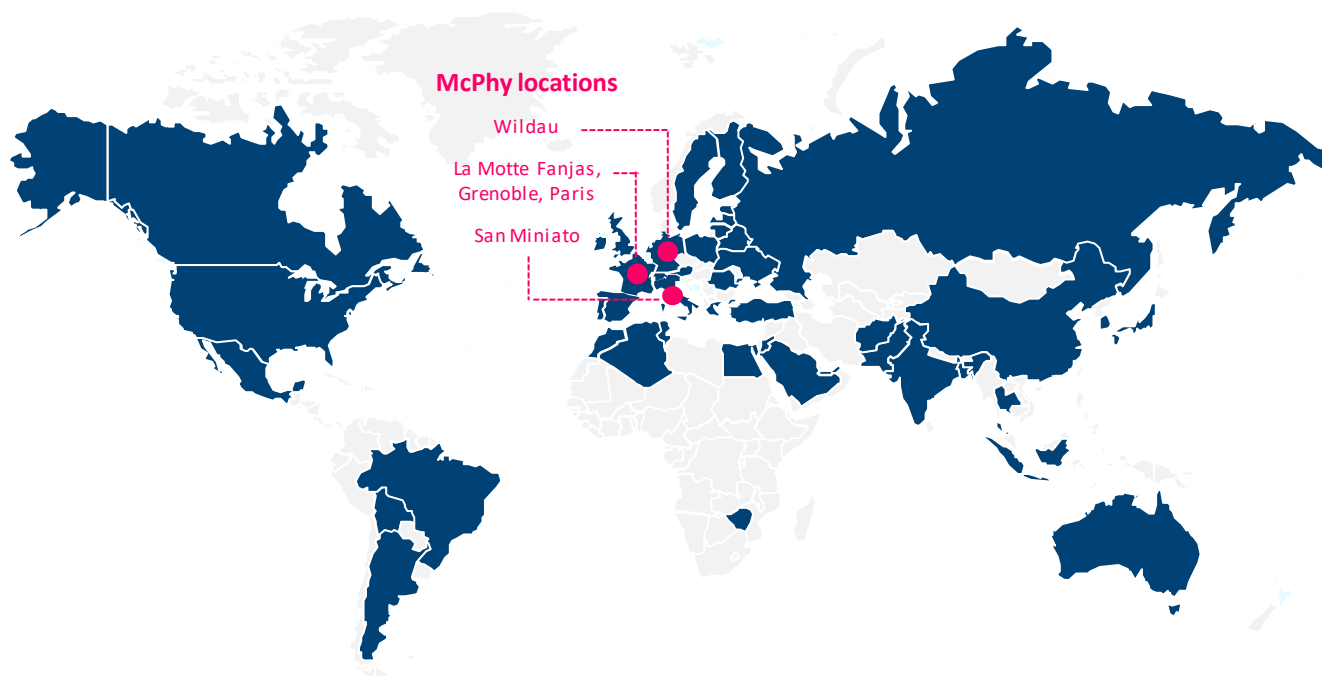 McPhy locations
Wildau
La Motte Fanjas,
Grenoble, Paris
San Miniato